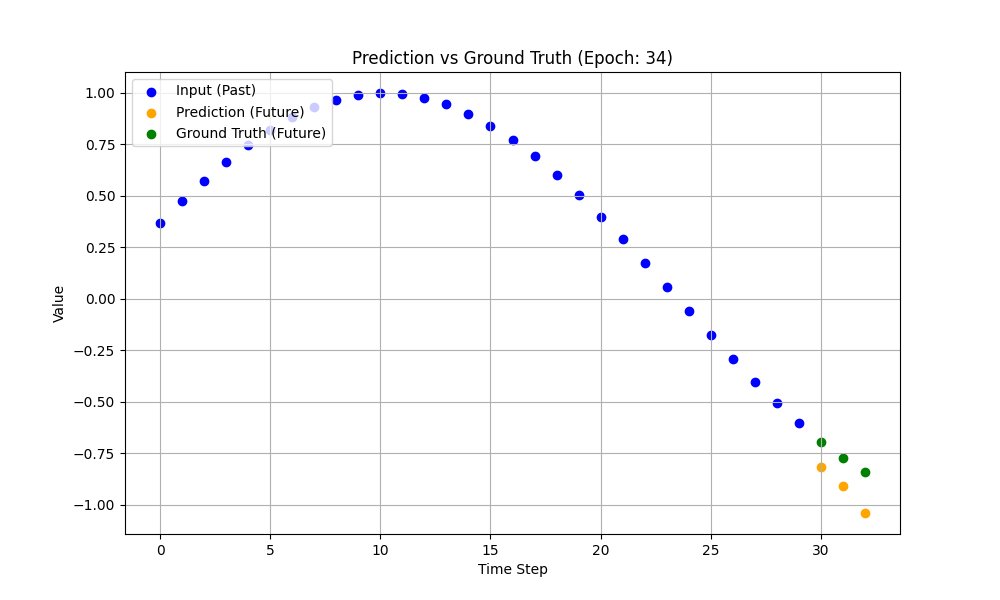 Prediction vs Ground Truth (Epoch: 34)
Input (Past)
Prediction (Future)
Ground Truth (Future)
Value
1.00
0.75
0.50
0.25
0.00
−0.25
−0.50
−0.75
−1.00
0 5 10 15 20 25 30
Time Step